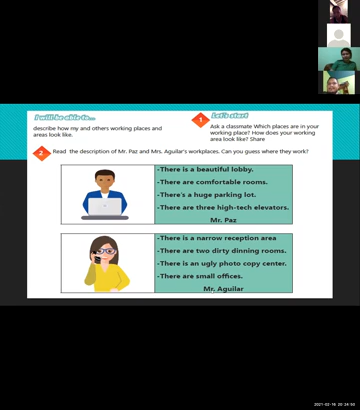 I will be able to...
describe how my and others working places and
areas look like.
1
Let's start
Ask a classmate Which places are in your
working place? How does your working
area look like? Share
2
Read the description of Mr. Paz and Mrs. Aguilar's workplaces. Can you guess where they work?
-There is a beautiful lobby.
-There are comfortable rooms.
-There's a huge parking lot.
-There are three high-tech elevators.
Mr. Paz
-There is a narrow reception area
-There are two dirty dinning rooms.
-There is an ugly photo copy center.
-There are small offices.
Mr. Aguilar
2021-02-16 20:34:50